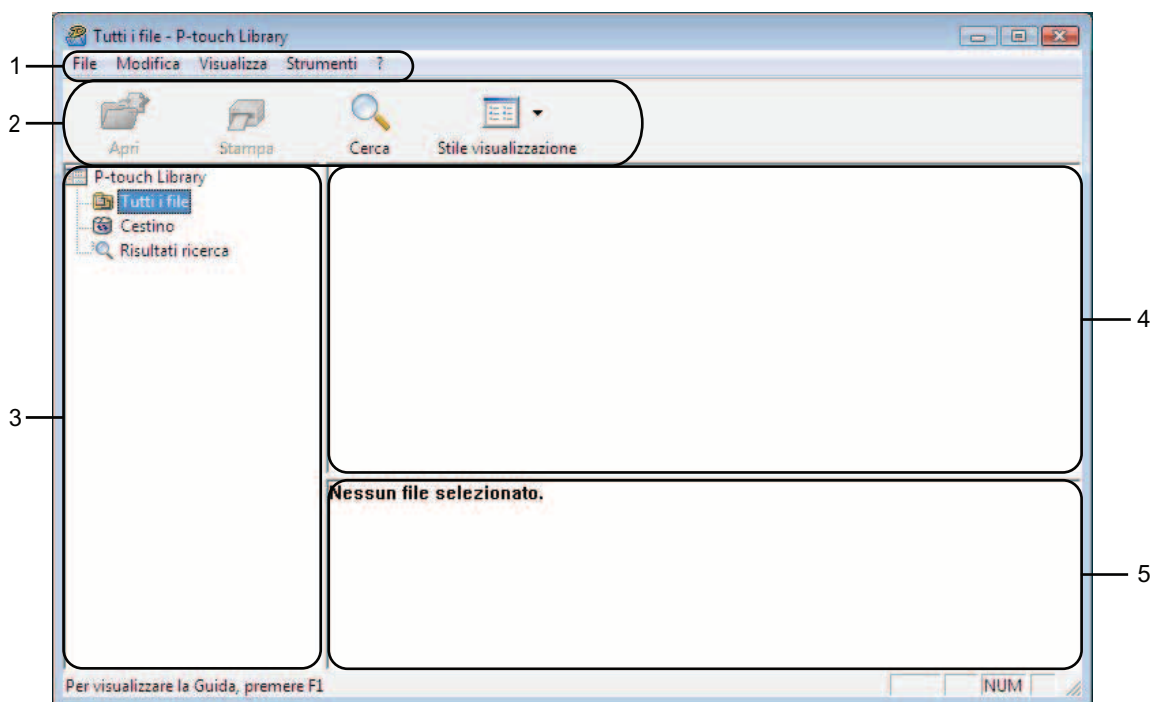 Tutti i file - P-touch Library
1
File Modifica Visualizza Strumenti ?
2
Apri Stampa Cerca Stile visualizzazione
P-touch Library
Tutti i file
Cestino
Risultati ricerca
4
3
Nessun file selezionato.
5
Per visualizzare la Guida, premere F1 NUM